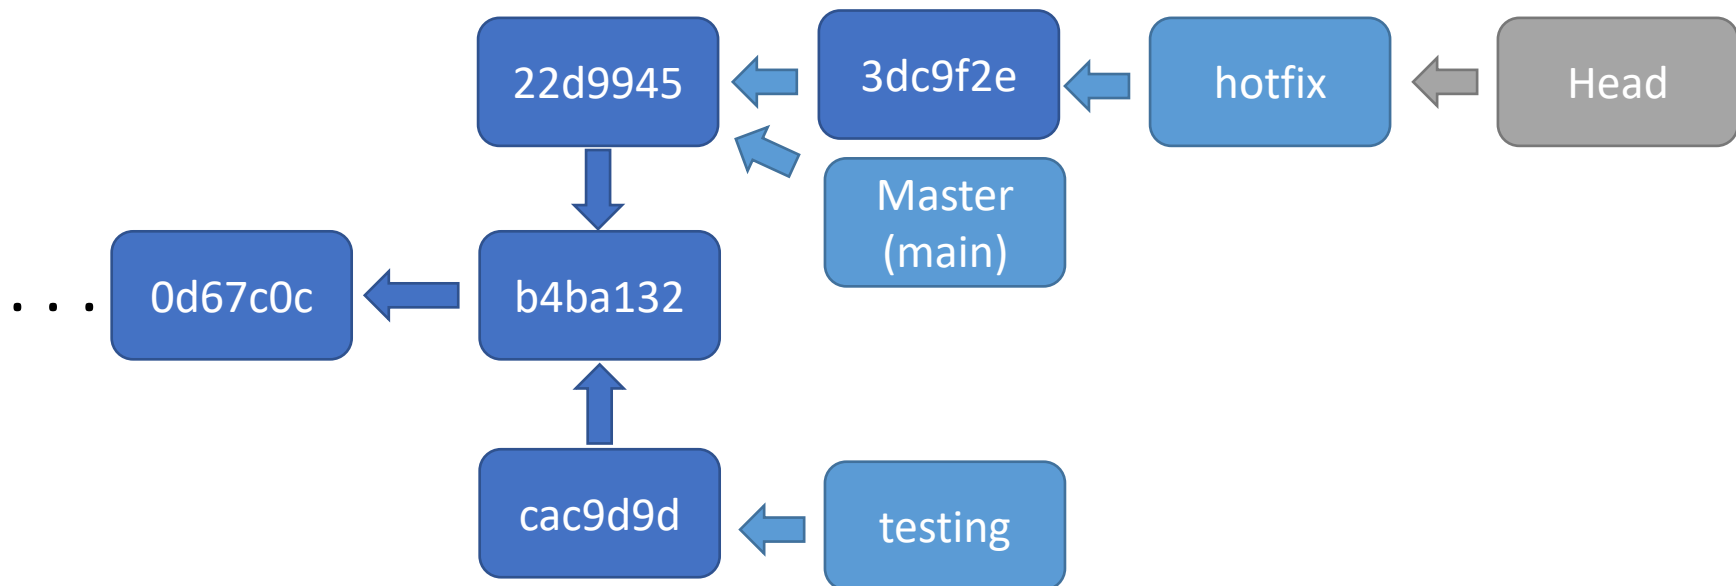 22d9945
3dc9f2e
hotfix
Head
Master
(main)
. . .
0d67c0c
b4ba132
cac9d9d
testing